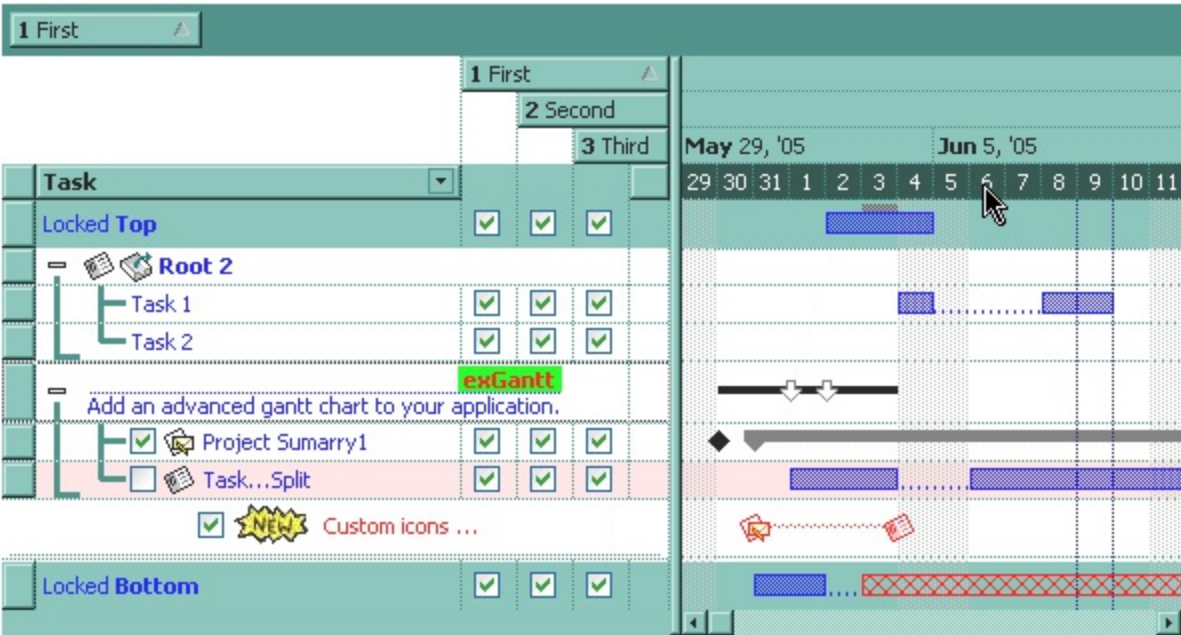 1 First
1 First
2 Second
3 Third
May 29, '05 Jun 5, '05
Task
29 30 31 1 2 3 4 5 6 7 8 9 10 11
Locked Top
Root 2
Task 1
Task 2
exGantt
Add an advanced gantt chart to your application.
Project Sumarry1
Task...Split
NEW Custom icons ...
Locked Bottom